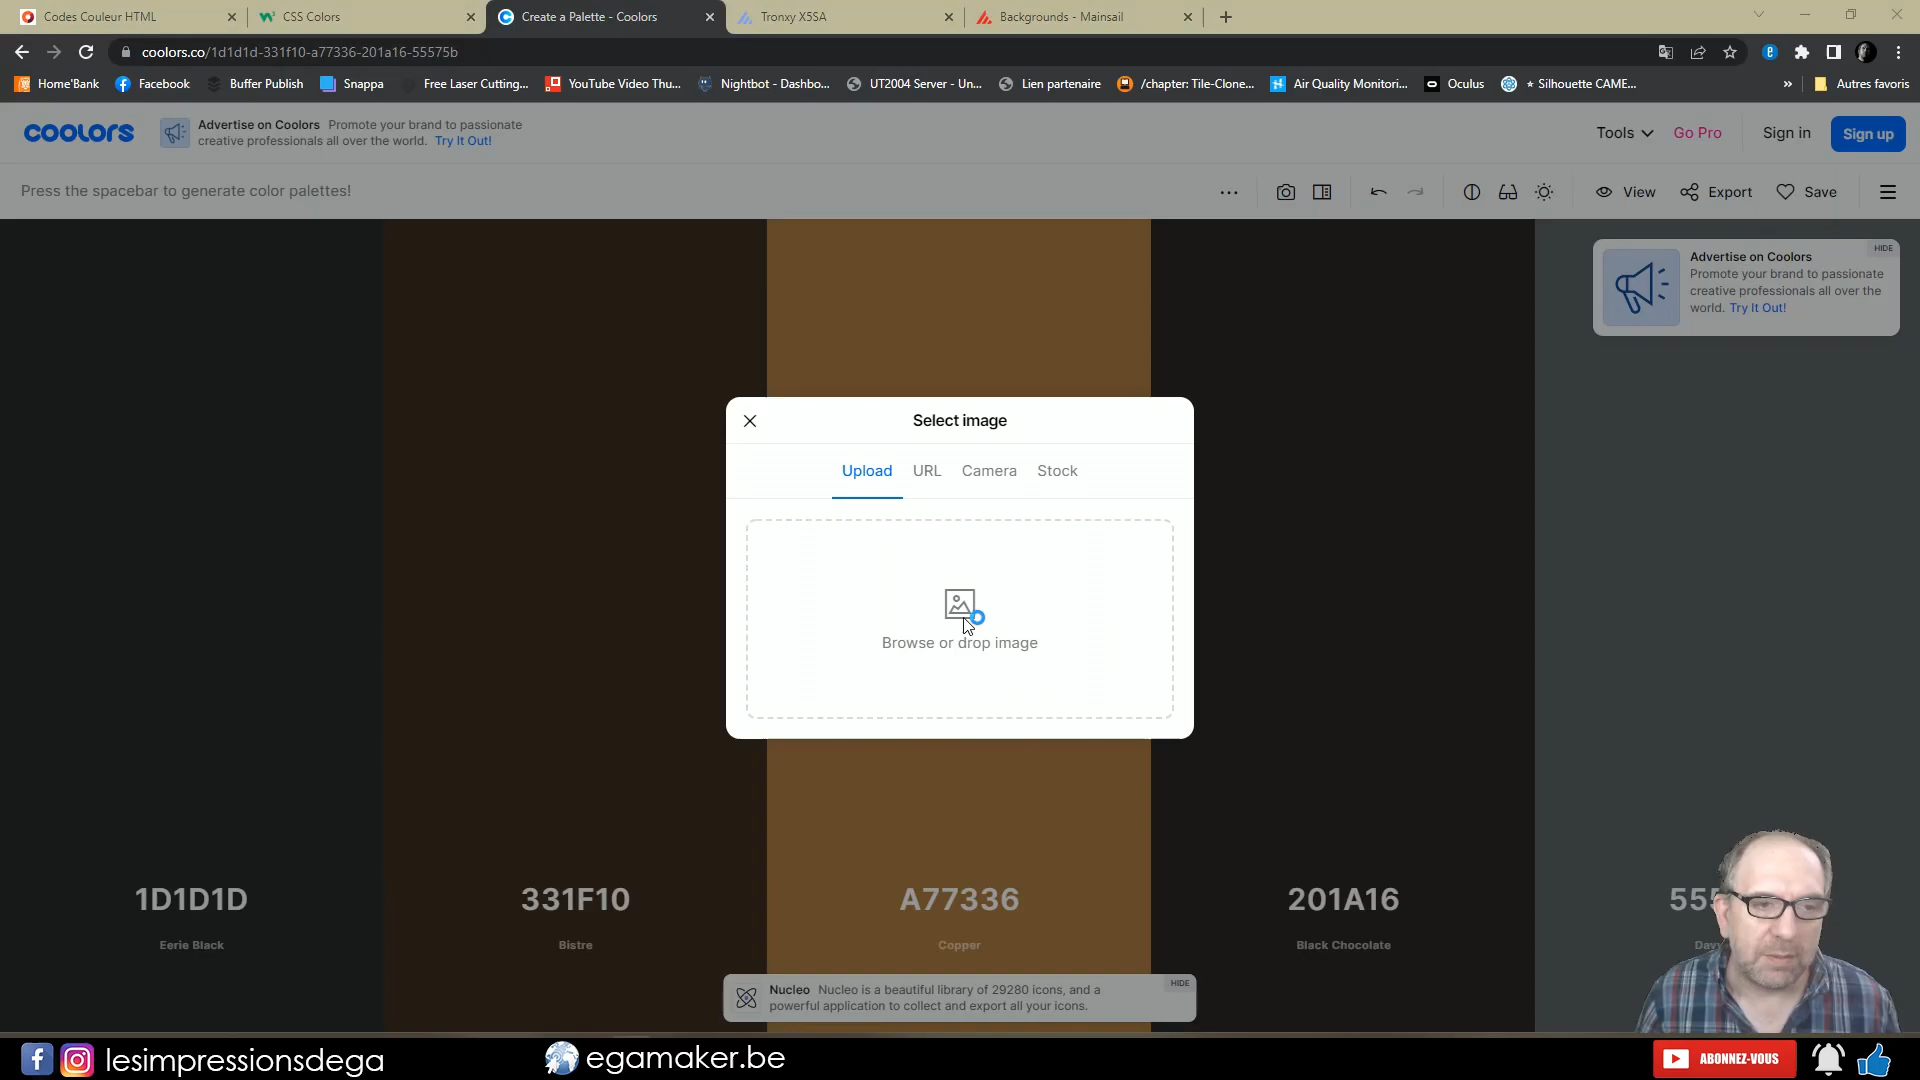 Codes Couleur HTML
CSS Colors
Create a Palette - Coolors
Tronxy X5SA
Backgrounds - Mainsail
coolors.co/1d1d1d-331f10-a77336-201a16-55575b
Home'Bank
Facebook
Buffer Publish
Snappa
Free Laser Cutting...
YouTube Video Thu...
Nightbot - Dashbo...
UT2004 Server - Un...
Lien partenaire
/chapter: Tile-Clone...
Air Quality Monitori...
Oculus
★ Silhouette CAME...
»
Autres favoris
coolors
Advertise on Coolors Promote your brand to passionate
creative professionals all over the world. Try It Out!
Tools
Go Pro
Sign in
Sign up
Press the spacebar to generate color palettes!
View
Export
Save
HIDE
Advertise on Coolors
Promote your brand to passionate
creative professionals all over the
world. Try It Out!
Select image
Upload
URL
Camera
Stock
Browse or drop image
1D1D1D
331F10
A77336
201A16
Eerie Black
Bistre
Copper
Black Chocolate
HIDE
Nucleo Nucleo is a beautiful library of 29280 icons, and a
powerful application to collect and export all your icons.
lesimpressionsdega
egamaker.be
ABONNEZ-VOUS